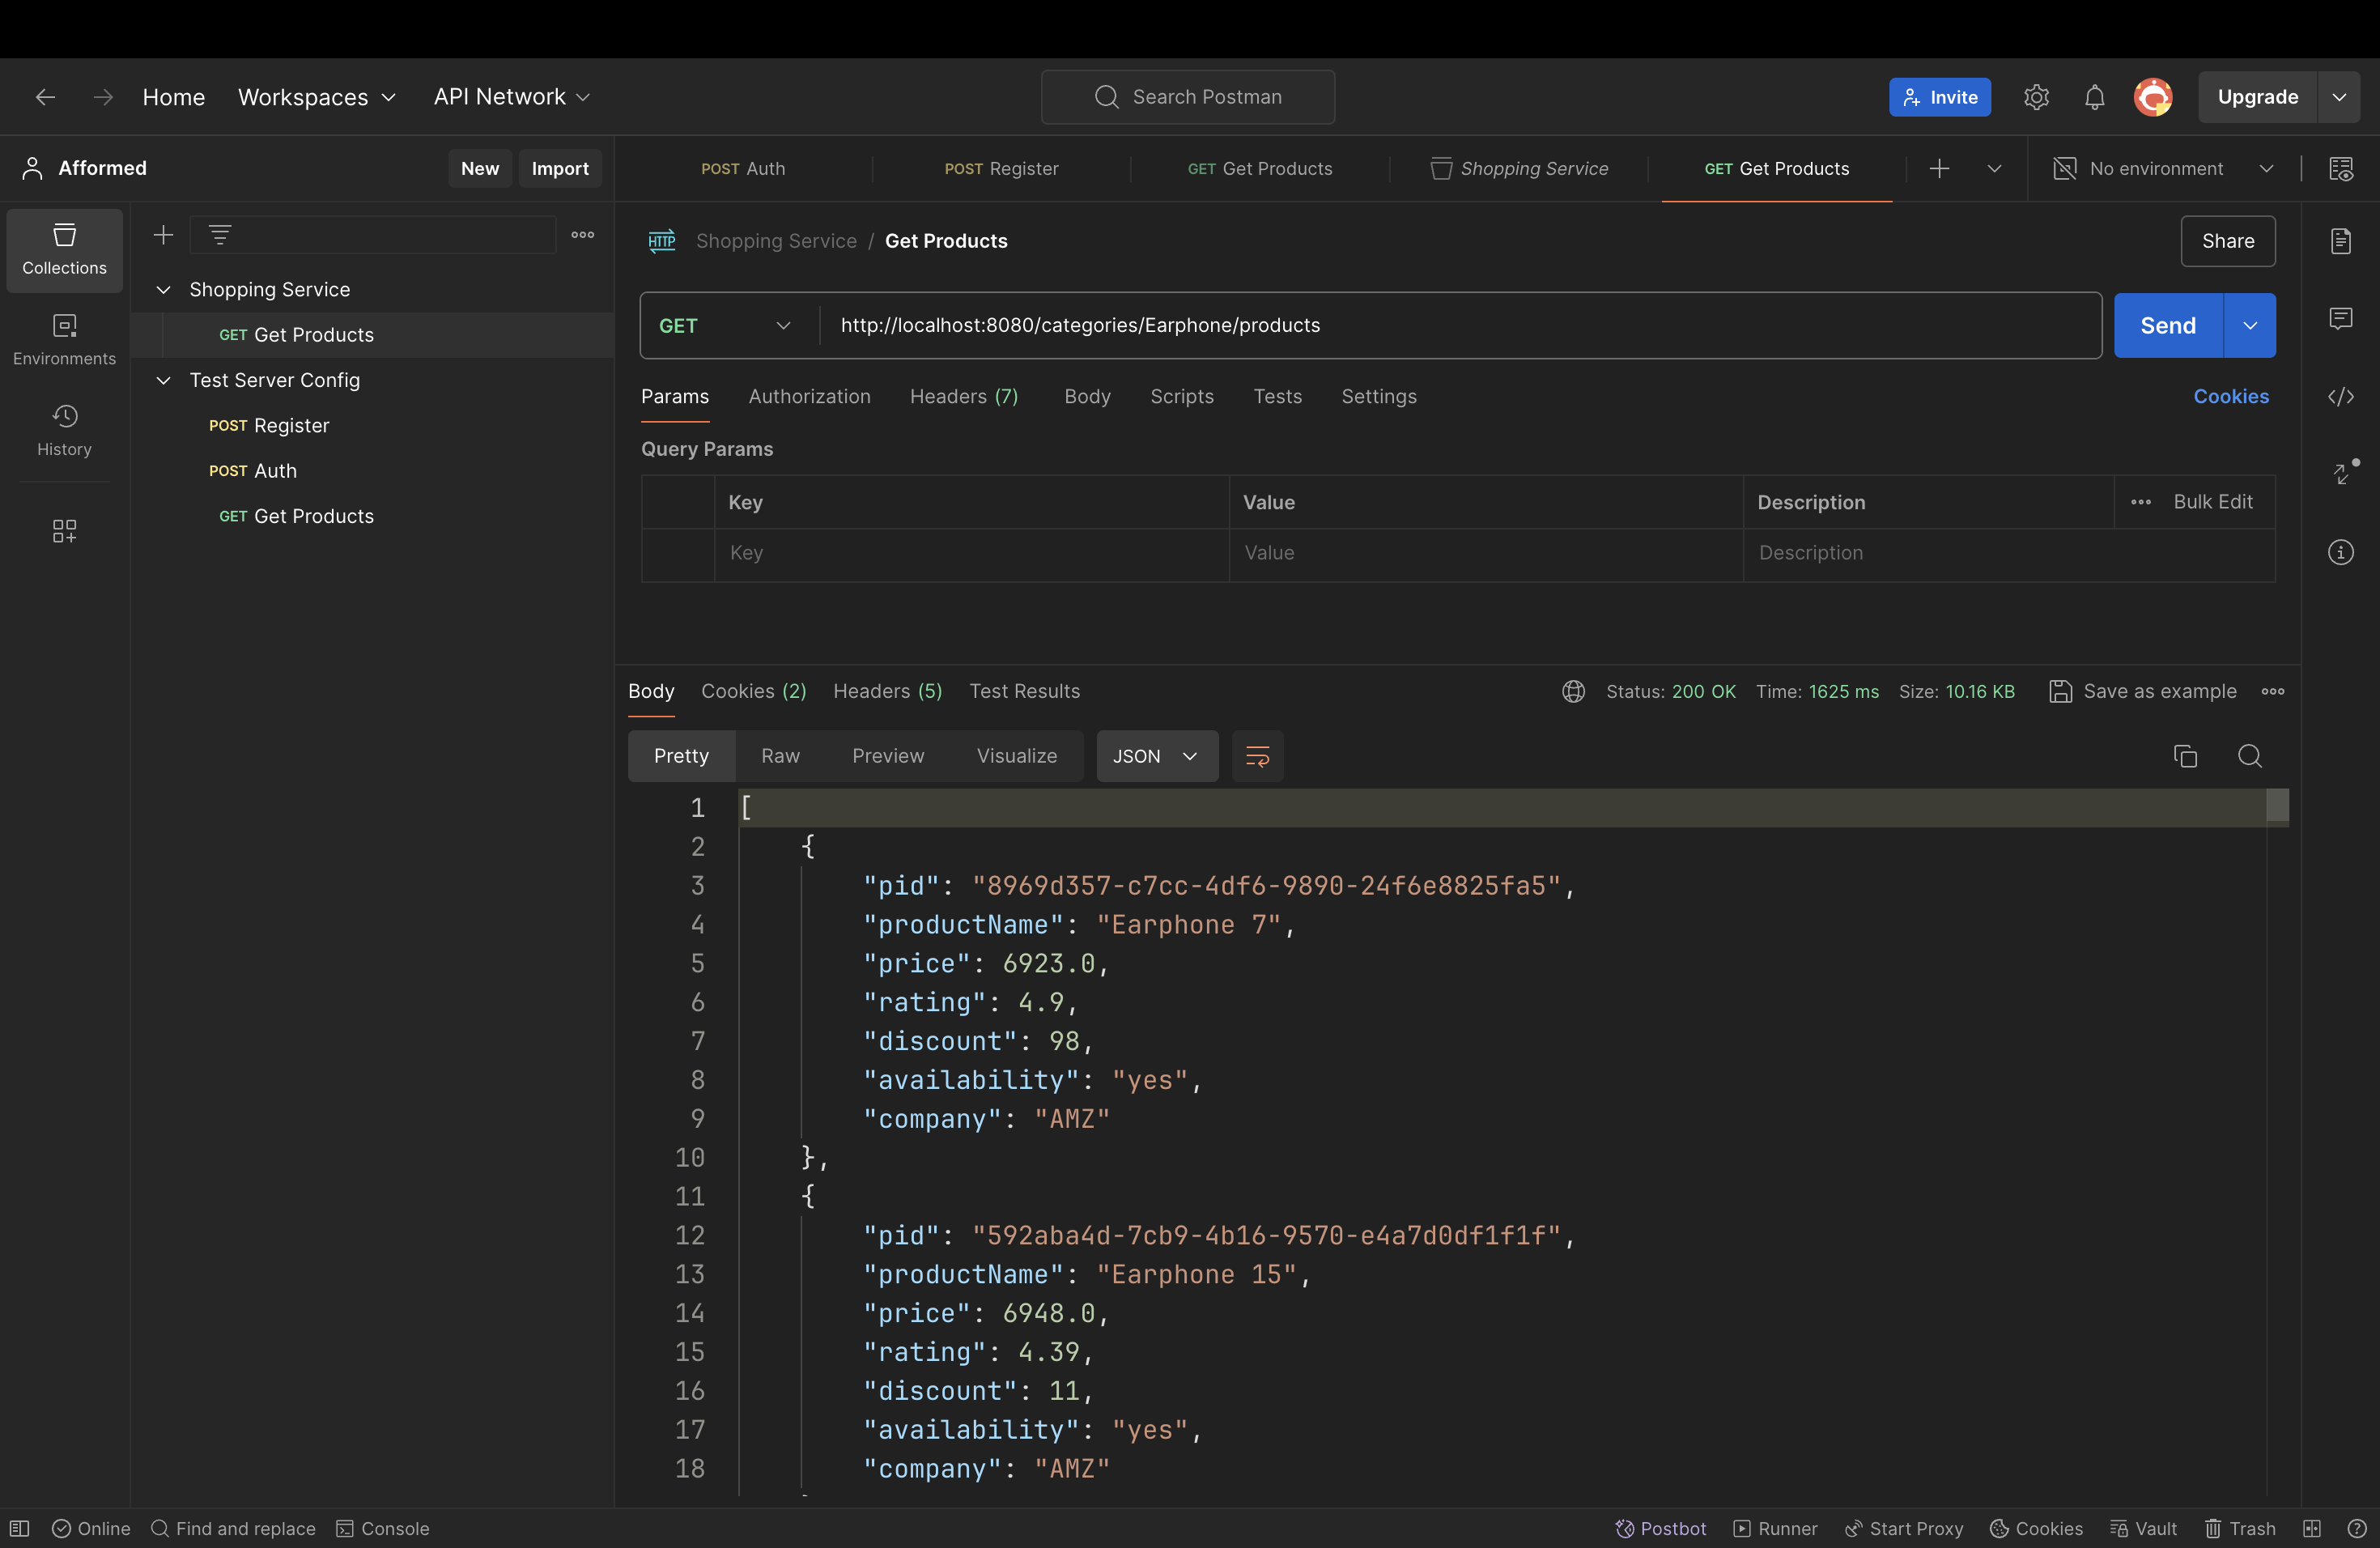 Home Workspaces API Network Search Postman Invite Upgrade
Afformed New Import
POST Auth POST Register GET Get Products Shopping Service GET Get Products No environment
Collections
Environments
History
Shopping Service
GET Get Products
Test Server Config
POST Register
POST Auth
GET Get Products
HTTP Shopping Service / Get Products Share
GET http://localhost:8080/categories/Earphone/products Send
Params Authorization Headers (7) Body Scripts Tests Settings Cookies
Query Params
Key Value Description Bulk Edit
Key Value Description
Body Cookies (2) Headers (5) Test Results Status: 200 OK Time: 1625 ms Size: 10.16 KB Save as example
Pretty Raw Preview Visualize JSON
1 [
2 {
3 "pid": "8969d357-c7cc-4df6-9890-24f6e8825fa5",
4 "productName": "Earphone 7",
5 "price": 6923.0,
6 "rating": 4.9,
7 "discount": 98,
8 "availability": "yes",
9 "company": "AMZ"
10 },
11 {
12 "pid": "592aba4d-7cb9-4b16-9570-e4a7d0df1f1f",
13 "productName": "Earphone 15",
14 "price": 6948.0,
15 "rating": 4.39,
16 "discount": 11,
17 "availability": "yes",
18 "company": "AMZ"
Online Find and replace Console Postbot Runner Start Proxy Cookies Vault Trash